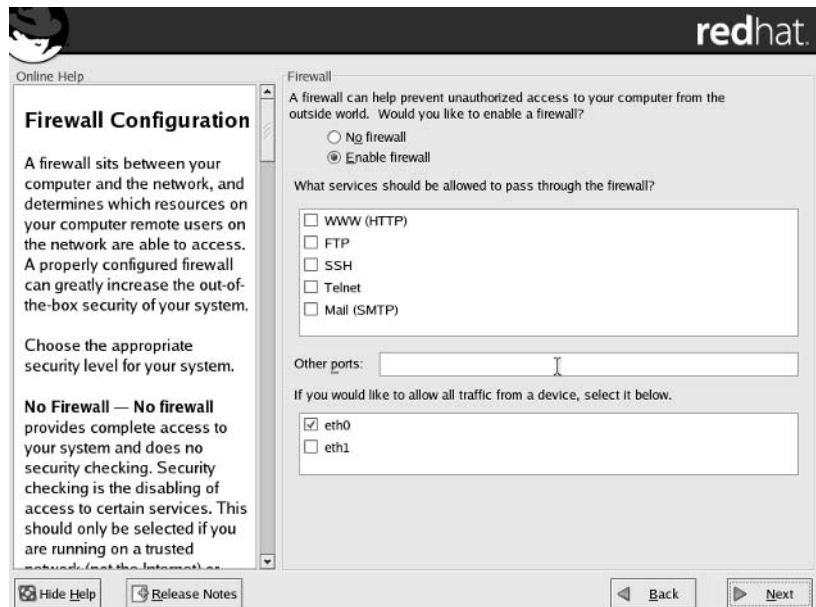 redhat.
Online Help
Firewall Configuration
A firewall sits between your
computer and the network, and
determines which resources on
your computer remote users on
the network are able to access.
A properly configured firewall
can greatly increase the out-of-
the-box security of your system.
Choose the appropriate
security level for your system.
No Firewall — No firewall
provides complete access to
your system and does no
security checking. Security
checking is the disabling of
access to certain services. This
should only be selected if you
are running on a trusted
network (not the Internet) or
Firewall
A firewall can help prevent unauthorized access to your computer from the
outside world. Would you like to enable a firewall?
No firewall
Enable firewall
What services should be allowed to pass through the firewall?
WWW (HTTP)
FTP
SSH
Telnet
Mail (SMTP)
Other ports:
If you would like to allow all traffic from a device, select it below.
eth0
eth1
Hide Help
Release Notes
Back
Next